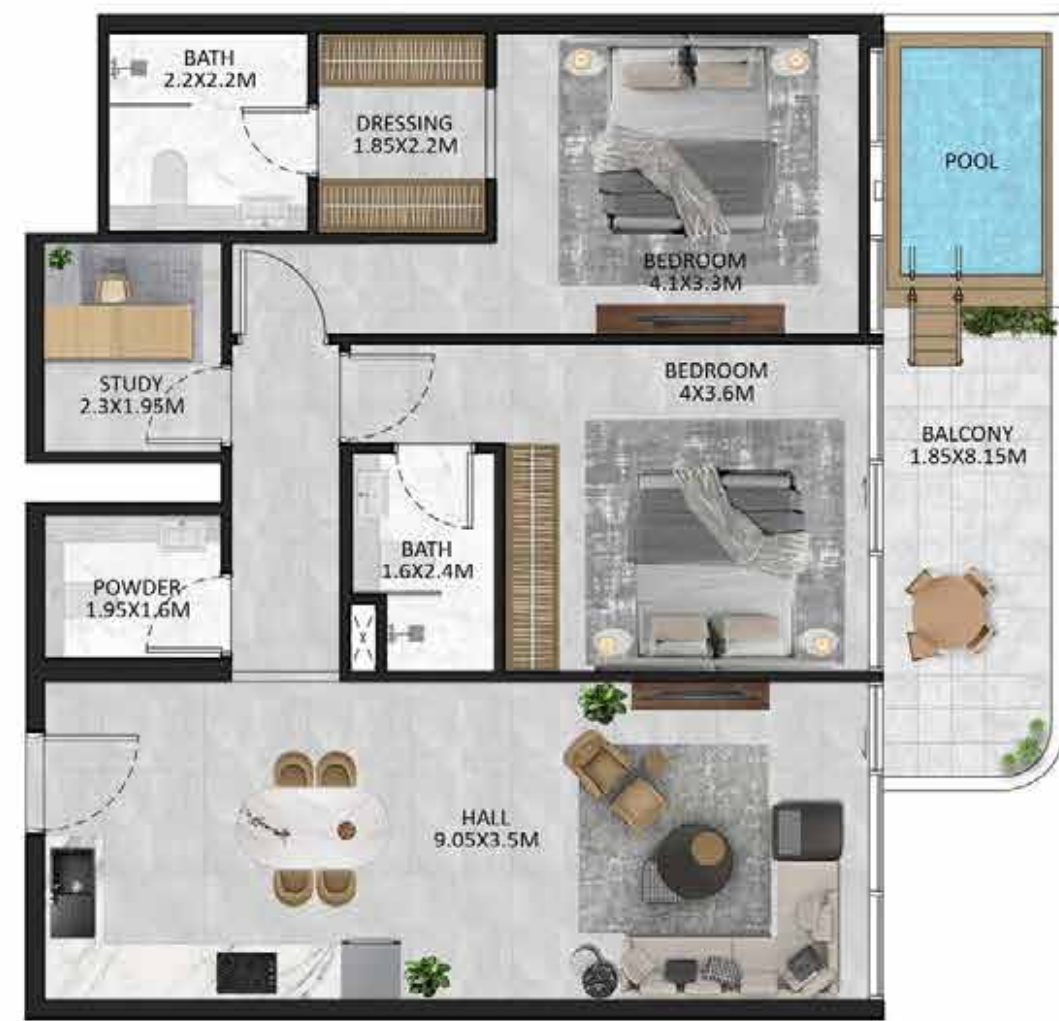 BATH
2.2X2.2M
DRESSING
1.85X2.2M
POOL
BEDROOM
4.1X3.3M
STUDY
2.3X1.95M
BEDROOM
4X3.6M
BALCONY
1.85X8.15M
BATH
1.6X2.4M
POWDER
1.95X1.6M
HALL
9.05X3.5M